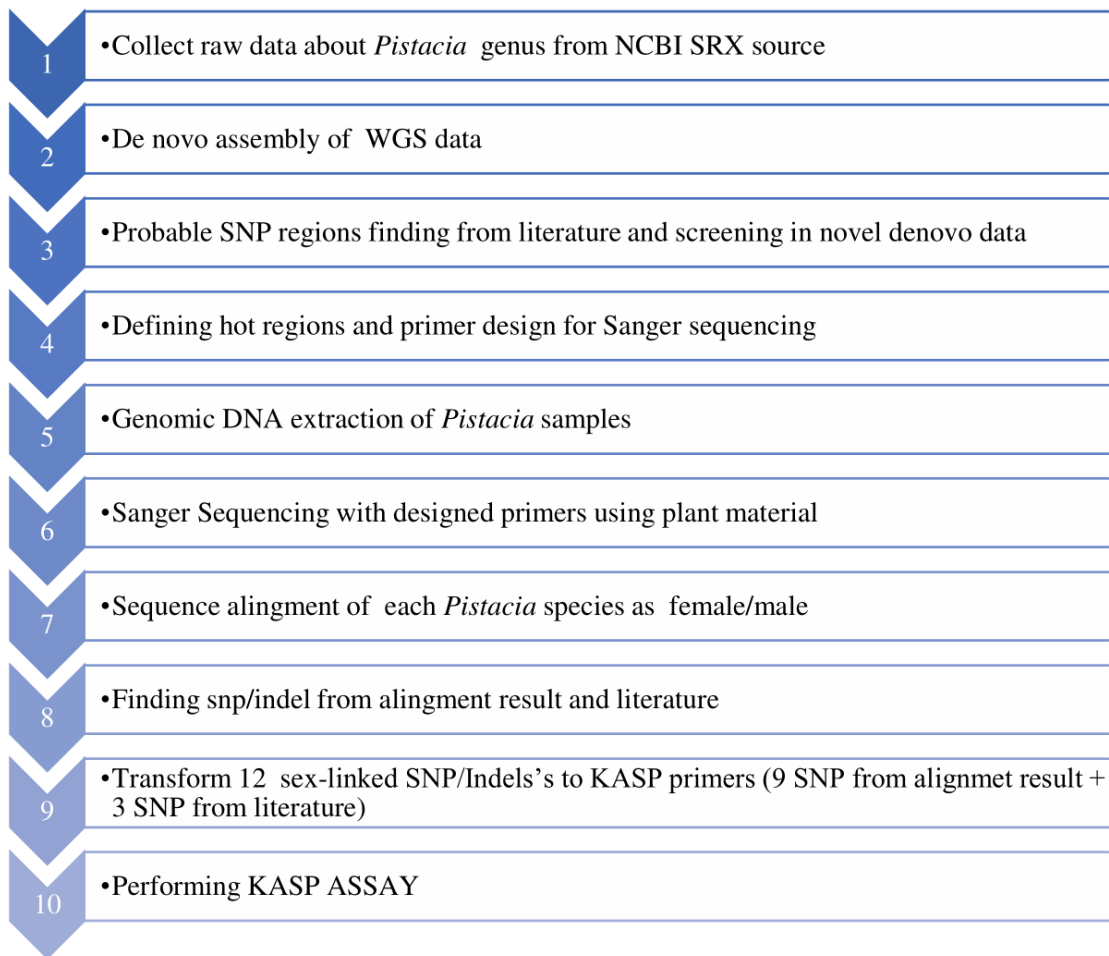 1
•Collect raw data about Pistacia genus from NCBI SRX source
2
•De novo assembly of WGS data
3
•Probable SNP regions finding from literature and screening in novel denovo data
4
•Defining hot regions and primer design for Sanger sequencing
5
•Genomic DNA extraction of Pistacia samples
6
•Sanger Sequencing with designed primers using plant material
7
•Sequence alingment of each Pistacia species as female/male
8
•Finding snp/indel from alingment result and literature
9
•Transform 12 sex-linked SNP/Indels's to KASP primers (9 SNP from alignmet result +
3 SNP from literature)
10
•Performing KASP ASSAY